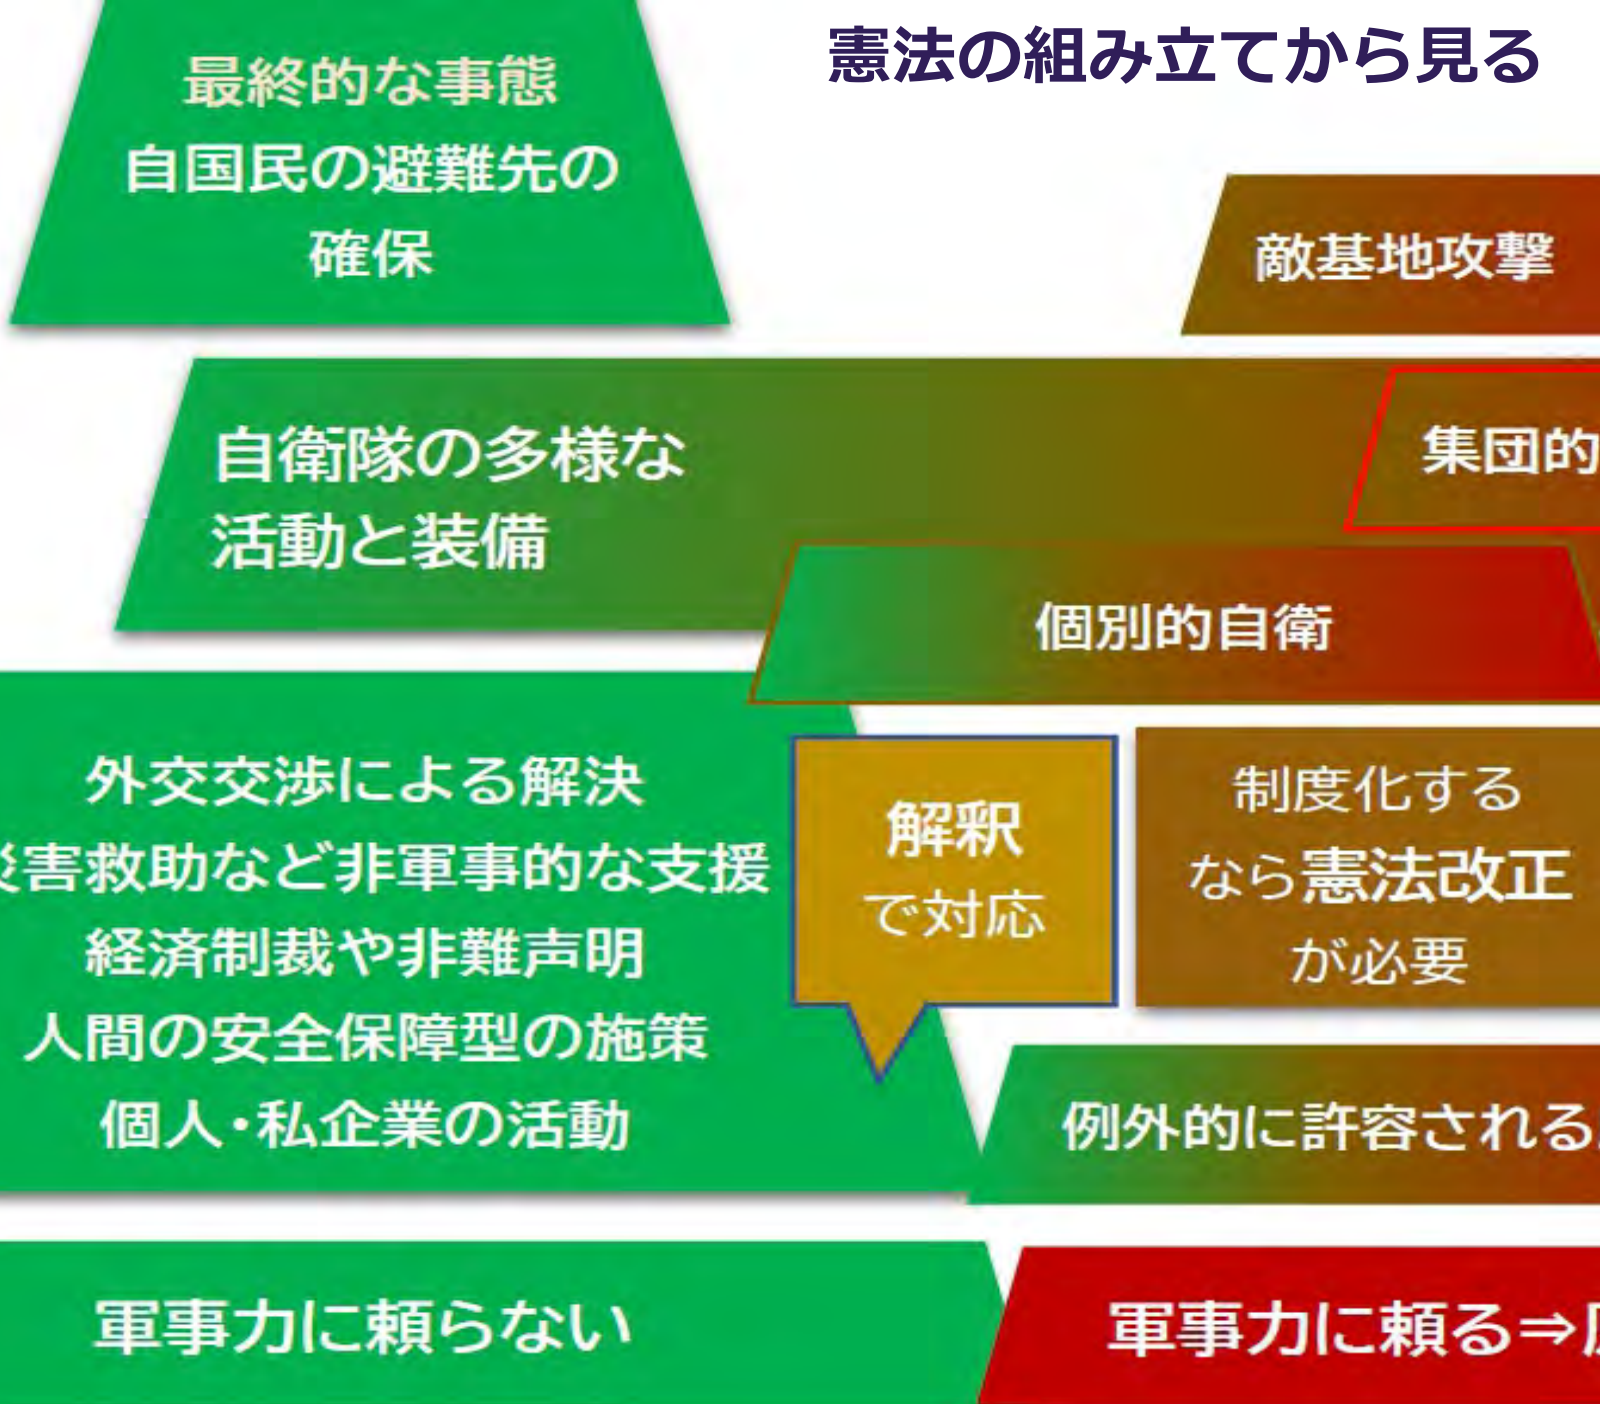 憲法の組み立てから見る
最終的な事態
自国民の避難先の
確保
敵基地攻撃
自衛隊の多様な
活動と装備
集団的
個別的自衛
外交交渉による解決
害救助など非軍事的な支援
経済制裁や非難声明
人間の安全保障型の施策
個人・私企業の活動
解釈
で対応
制度化する
なら憲法改正
が必要
例外的に許容される
軍事力に頼らない
軍事力に頼る⇒